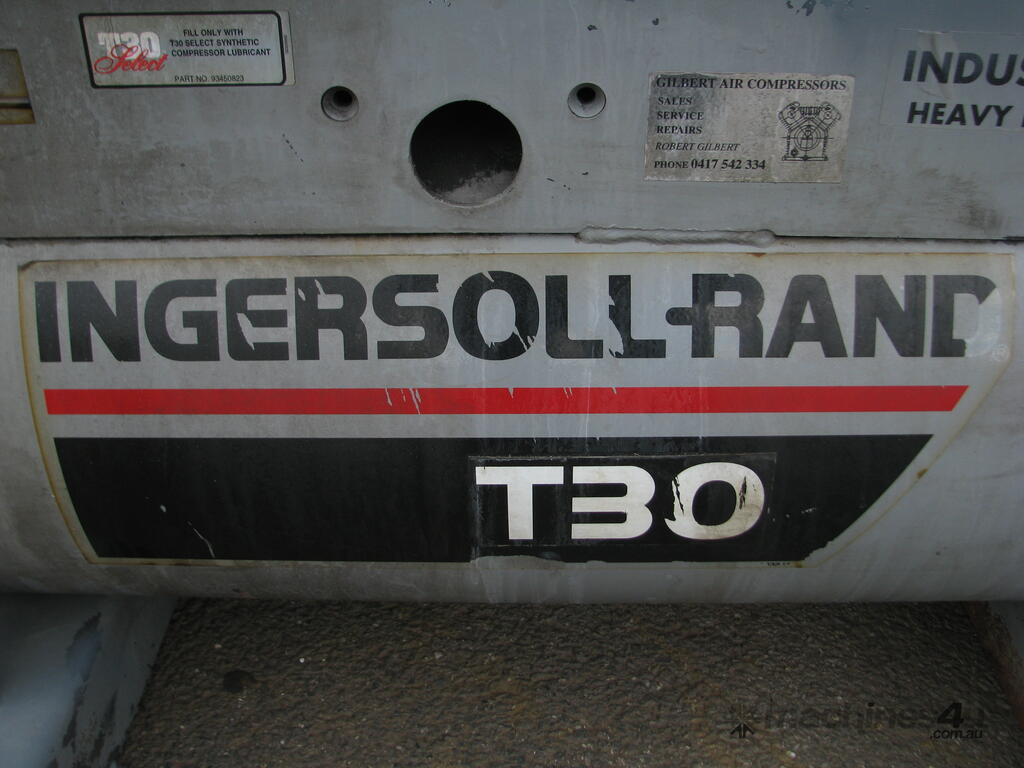 T30
Select
FILL ONLY WITH
T30 SELECT SYNTHETIC
COMPRESSOR LUBRICANT
PART NO. 93450823
GILBERT AIR COMPRESSORS
SALES
SERVICE
REPAIRS
ROBERT GILBERT
PHONE 0417 542 334
INDUS
HEAVY
INGERSOLL-RAND
T30
machines4u
.com.au